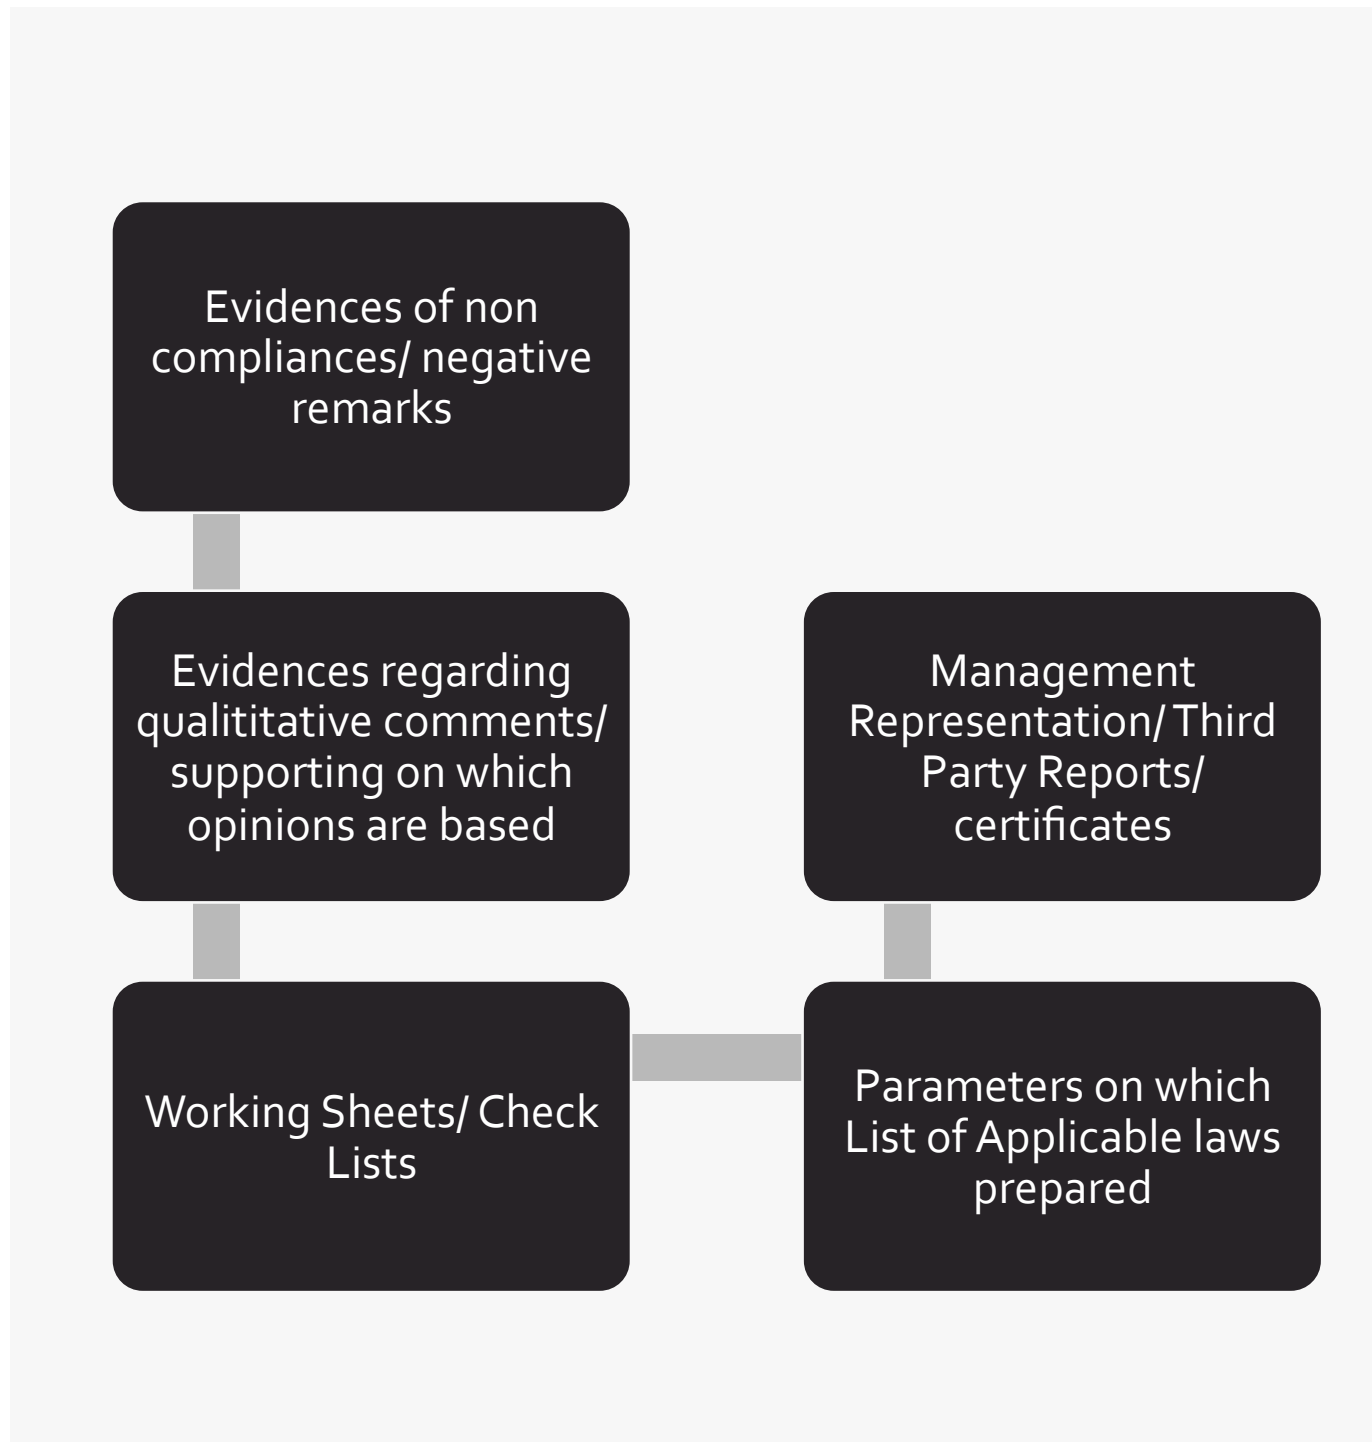 Evidences of non
compliances/ negative
remarks
Evidences regarding
qualititative comments/
supporting on which
opinions are based
Working Sheets/ Check
Lists
Parameters on which
List of Applicable laws
prepared
Management
Representation/ Third
Party Reports/
certificates